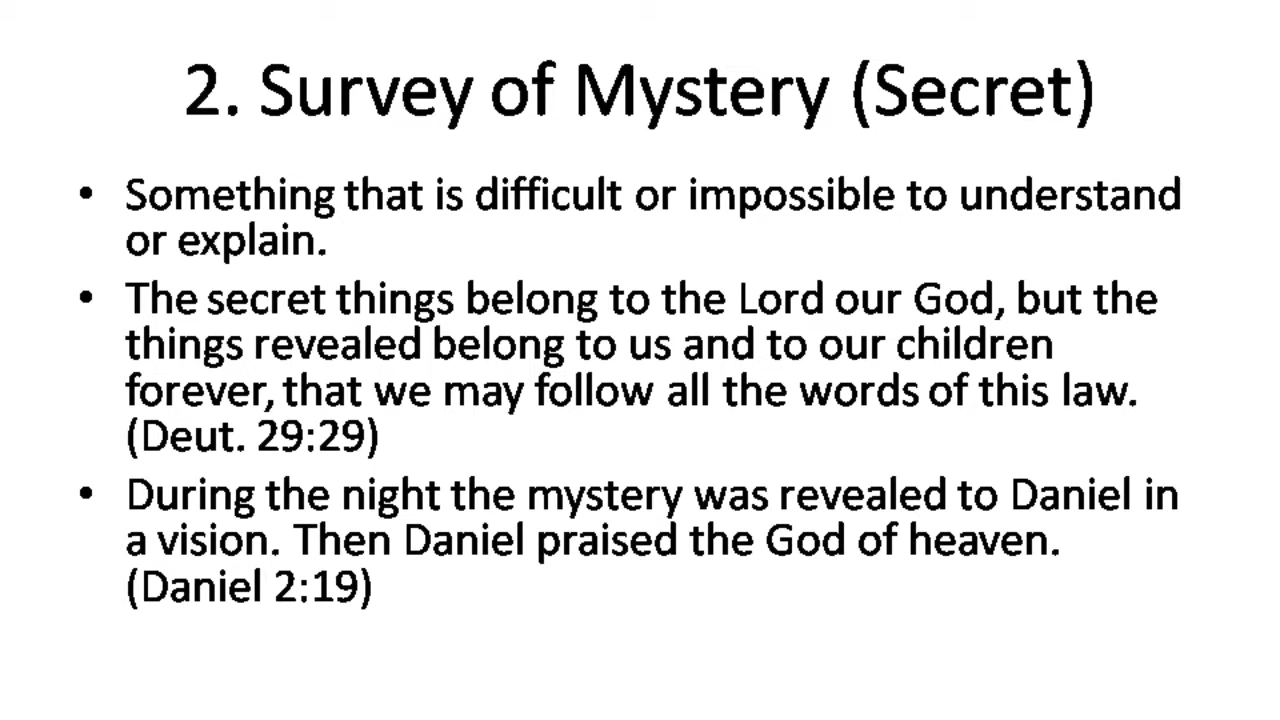 2. Survey of Mystery (Secret)
• Something that is difficult or impossible to understand
or explain.
• The secret things belong to the Lord our God, but the
things revealed belong to us and to our children
forever, that we may follow all the words of this law.
(Deut. 29:29)
• During the night the mystery was revealed to Daniel in
a vision. Then Daniel praised the God of heaven.
(Daniel 2:19)